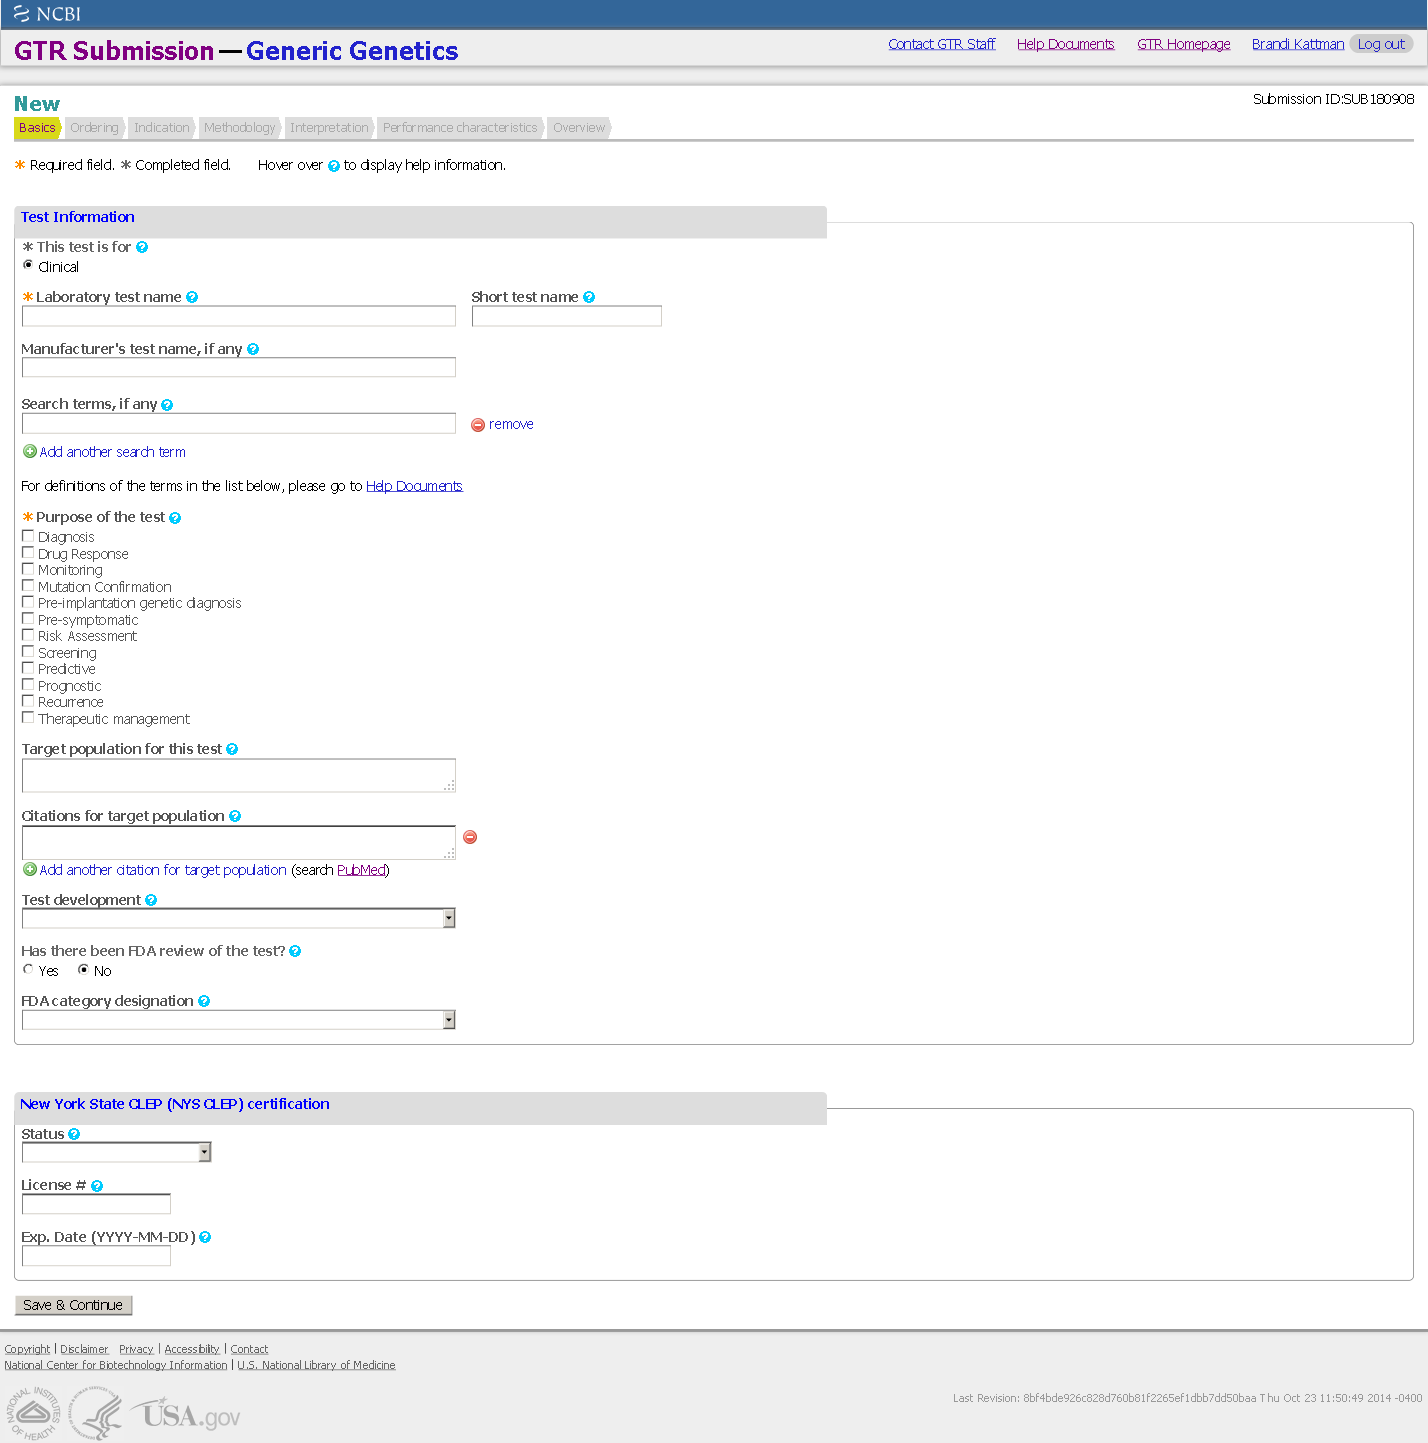 NCBI
GTR Submission — Generic Genetics
Contact GTR Staff Help Documents GTR Homepage Brandi Kattman Log out
New
Submission ID:SUB180908
Basics Ordering Indication Methodology Interpretation Performance characteristics Overview
* Required field. * Completed field. Hover over ? to display help information.
Test Information
* This test is for ?
Clinical
* Laboratory test name ? Short test name ?
Manufacturer's test name, if any ?
Search terms, if any ?
remove
Add another search term
For definitions of the terms in the list below, please go to Help Documents
* Purpose of the test ?
Diagnosis
Drug Response
Monitoring
Mutation Confirmation
Pre-implantation genetic diagnosis
Pre-symptomatic
Risk Assessment
Screening
Predictive
Prognostic
Recurrence
Therapeutic management
Target population for this test ?
Citations for target population ?
Add another citation for target population (search PubMed)
Test development ?
Has there been FDA review of the test? ?
Yes No
FDA category designation ?
New York State CLEP (NYS CLEP) certification
Status ?
License # ?
Exp. Date (YYYY-MM-DD) ?
Save & Continue
Copyright | Disclaimer Privacy | Accessibility | Contact
National Center for Biotechnology Information | U.S. National Library of Medicine
Last Revision: 8bf4bde926c828d760b81f2265ef1dbb7dd50baa Thu Oct 23 11:50:49 2014 -0400
NATIONAL INSTITUTES OF HEALTH
USA.gov